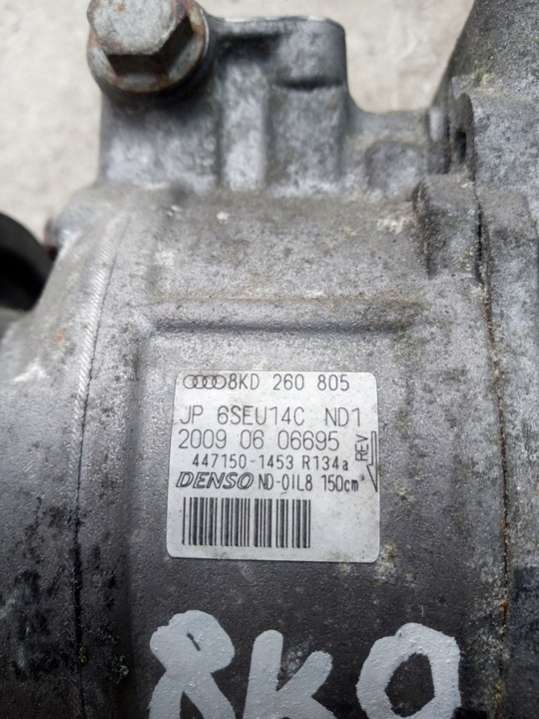 8KD 260 805
JP 6SEU14C ND1
2009 06 06695
REV
447150-1453 R134a
DENSO ND-OIL8 150cm³
8K0